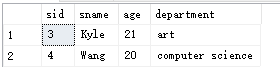 sid sname age department
1 3 Kyle 21 art
2 4 Wang 20 computer science